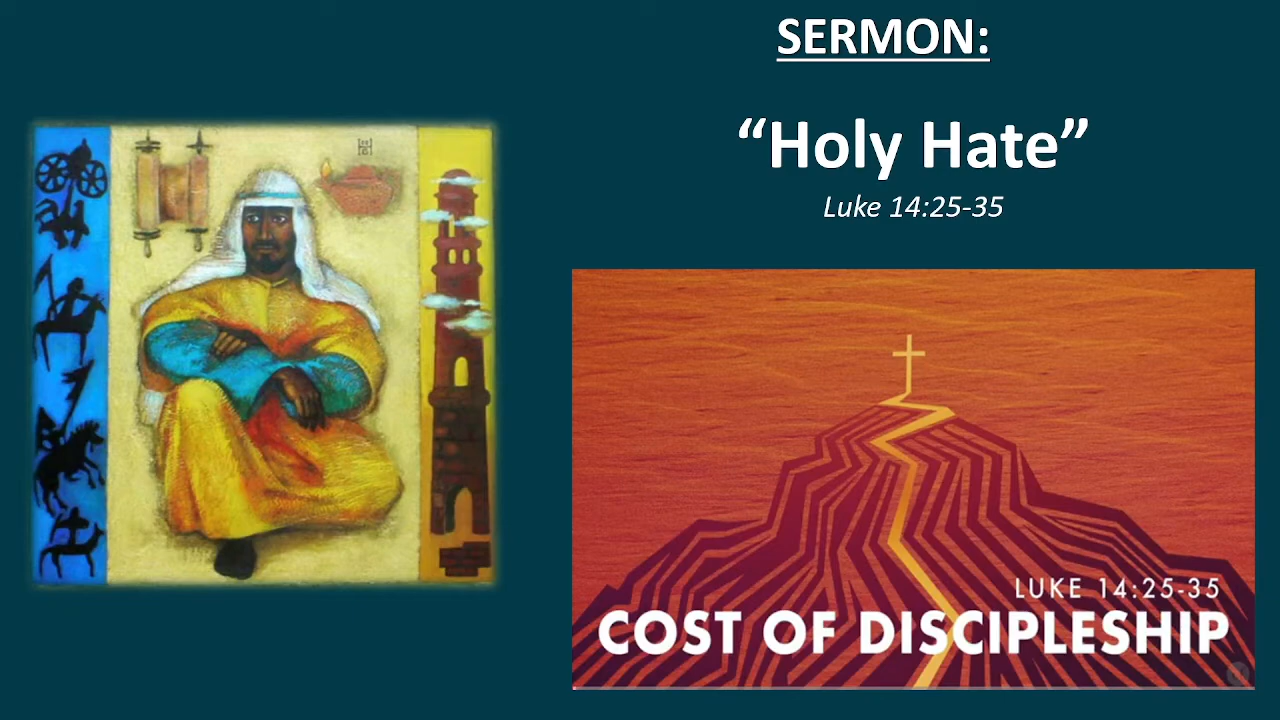 SERMON:
“Holy Hate”
Luke 14:25-35
LUKE 14:25-35
COST OF DISCIPLESHIP